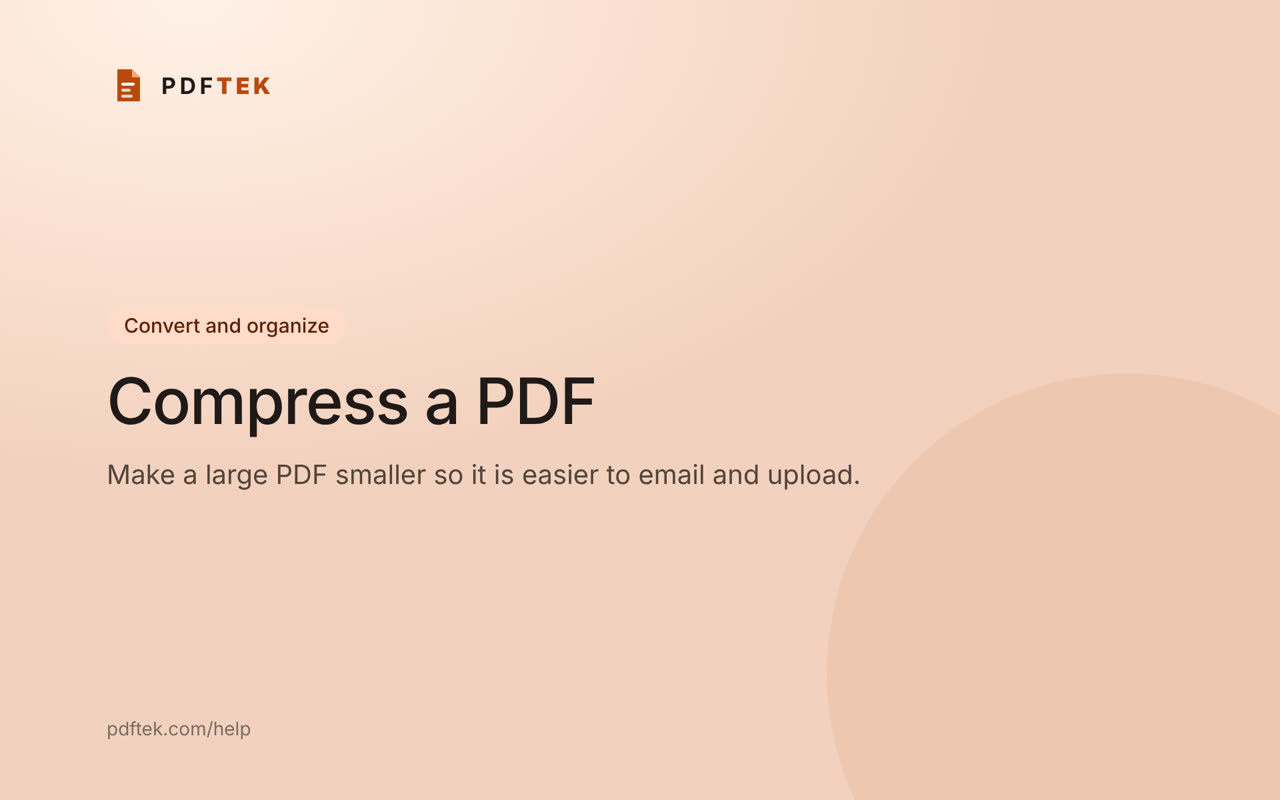 PDFTEK
Convert and organize
Compress a PDF
Make a large PDF smaller so it is easier to email and upload.
pdftek.com/help